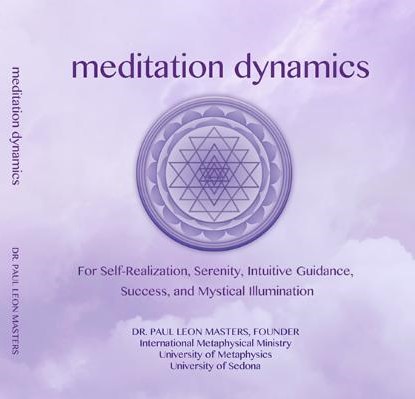 meditation dynamics
DR. PAUL LEON MASTERS
meditation dynamics
For Self-Realization, Serenity, Intuitive Guidance,
Success, and Mystical Illumination
DR. PAUL LEON MASTERS, FOUNDER
International Metaphysical Ministry
University of Metaphysics
University of Sedona